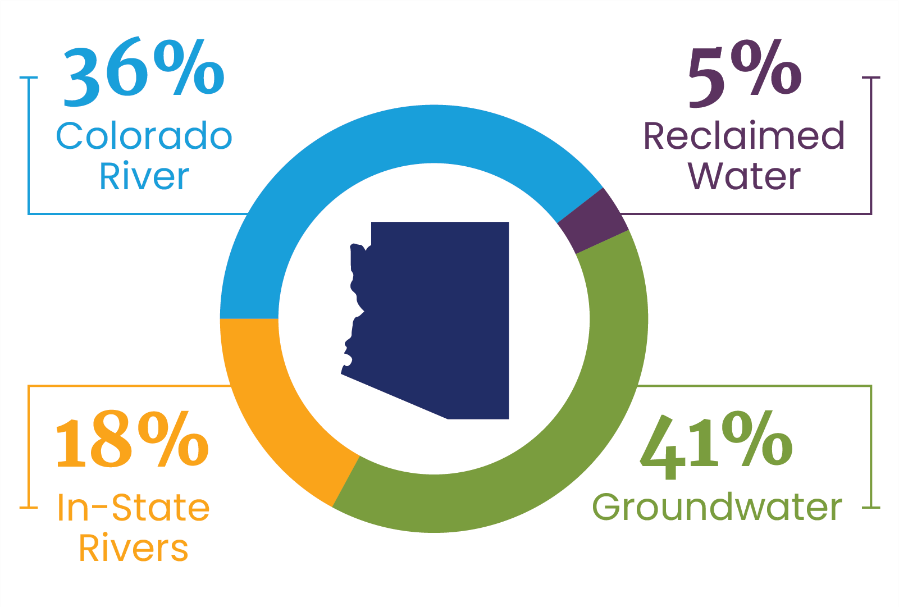 36%
Colorado
River
5%
Reclaimed
Water
18%
In-State
Rivers
41%
Groundwater